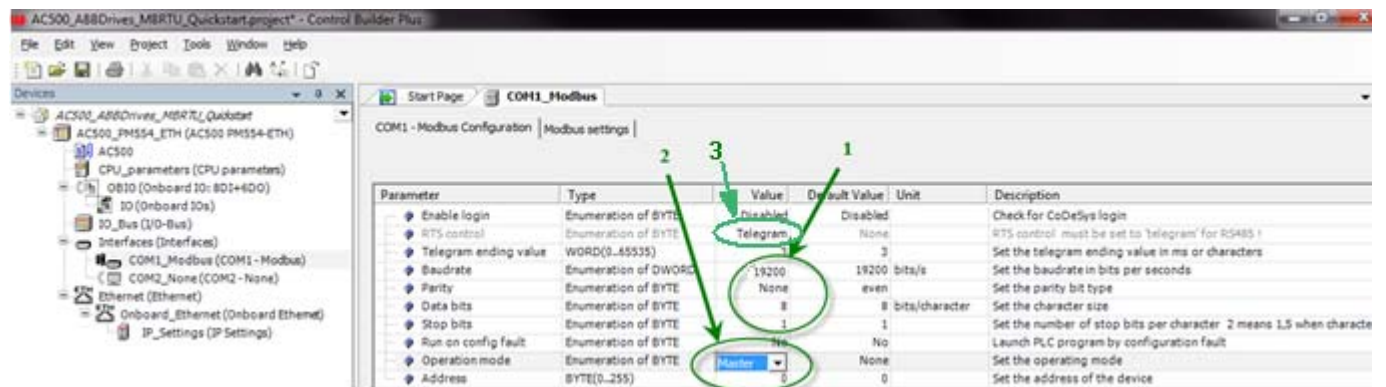 AC500_ABBDrives_MBRTU_Quickstart.project* - Control Builder Plus
File Edit View Project Tools Window Help
Devices
Start Page COM1_Modbus
AC500_ABBDrives_MBRTU_Quickstart
AC500_PM554_ETH (AC500 PM554-ETH)
AC500
CPU_parameters (CPU parameters)
OBIO (Onboard IO: 8DI+6DO)
IO (Onboard IOs)
IO_Bus (I/O-Bus)
Interfaces (Interfaces)
COM1_Modbus (COM1 - Modbus)
COM2_None (COM2 - None)
Ethernet (Ethernet)
Onboard_Ethernet (Onboard Ethernet)
IP_Settings (IP Settings)
COM1 - Modbus Configuration Modbus settings
2 3 1
Parameter Type Value Default Value Unit Description
Enable login Enumeration of BYTE Disabled Disabled Check for CoDeSys login
RTS control Enumeration of BYTE Telegram None RTS control must be set to 'telegram' for RS485 !
Telegram ending value WORD(0..65535) 3 3 Set the telegram ending value in ms or characters
Baudrate Enumeration of DWORD 19200 19200 bits/s Set the baudrate in bits per seconds
Parity Enumeration of BYTE None even Set the parity bit type
Data bits Enumeration of BYTE 8 8 bits/character Set the character size
Stop bits Enumeration of BYTE 1 1 Set the number of stop bits per character 2 means 1,5 when characte
Run on config fault Enumeration of BYTE No No Launch PLC program by configuration fault
Operation mode Enumeration of BYTE Master None Set the operating mode
Address BYTE(0..255) 0 0 Set the address of the device